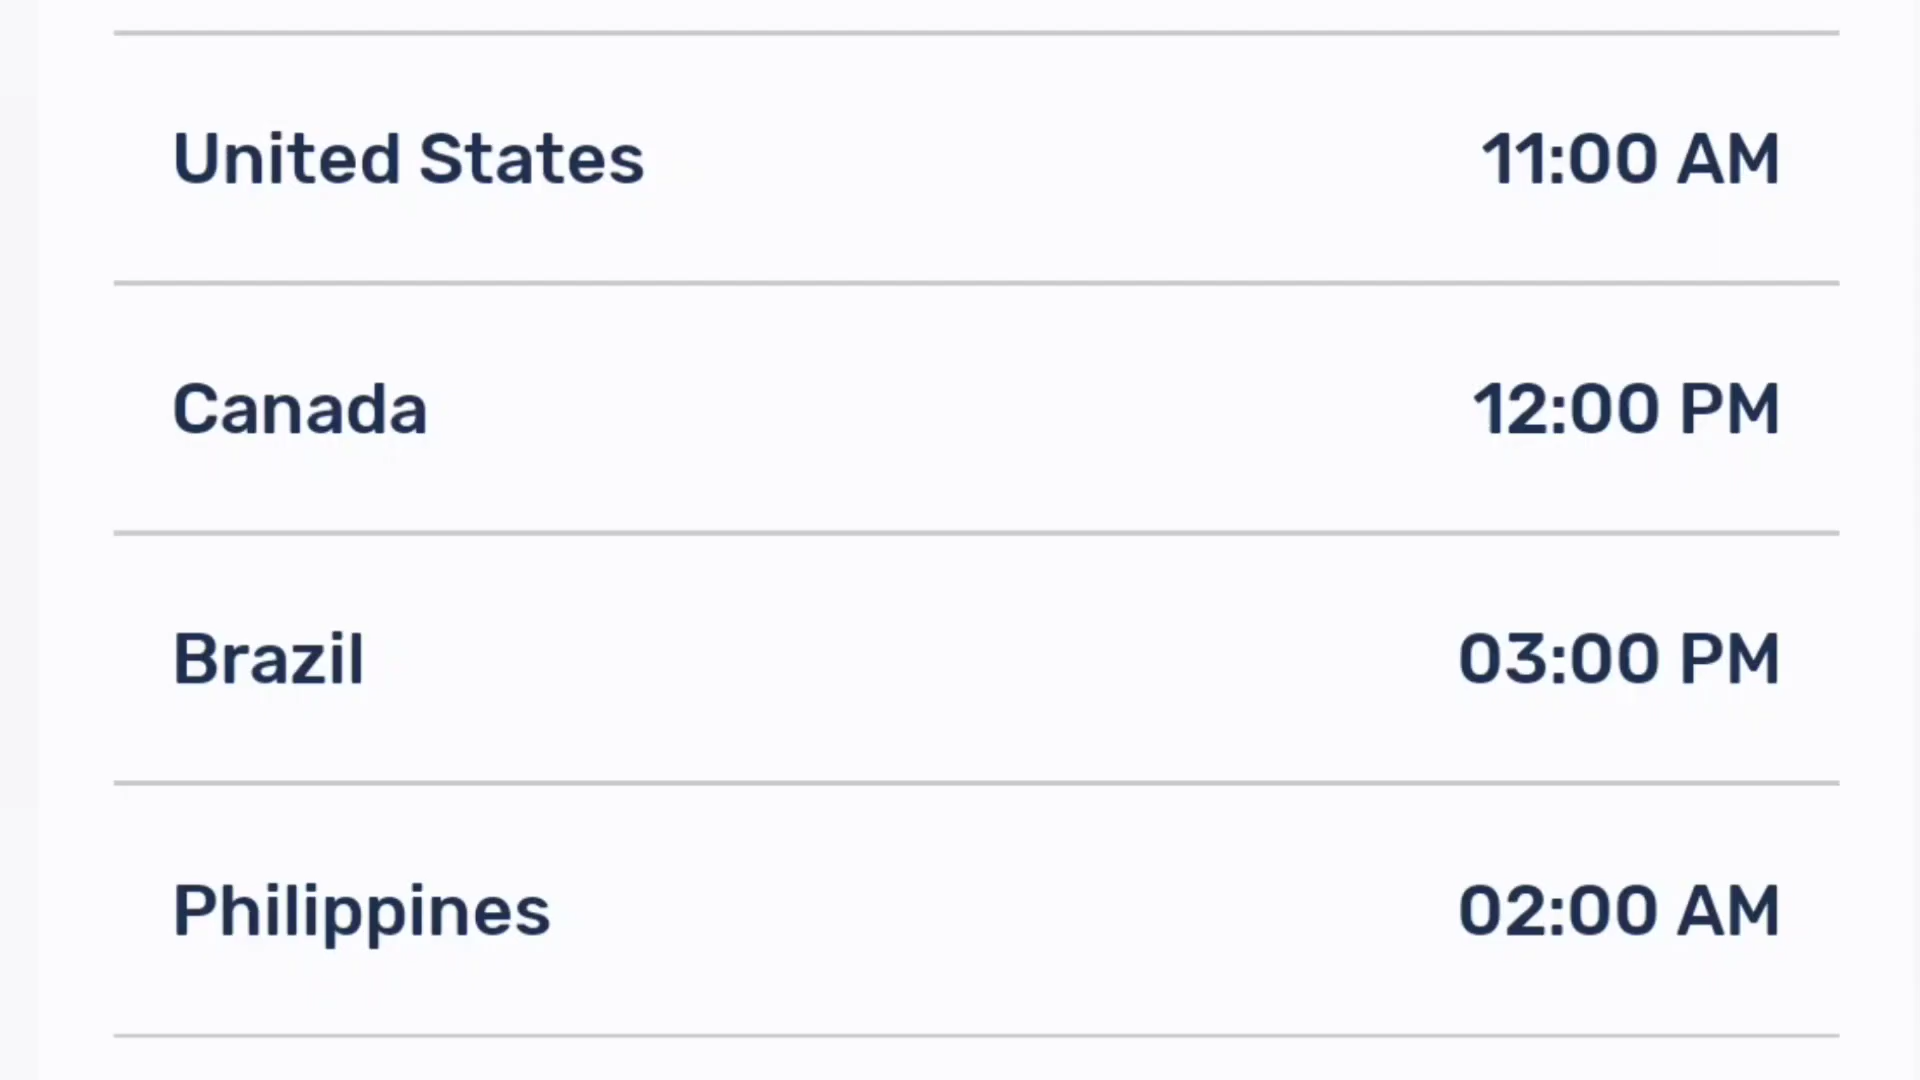 United States 11:00 AM
Canada 12:00 PM
Brazil 03:00 PM
Philippines 02:00 AM